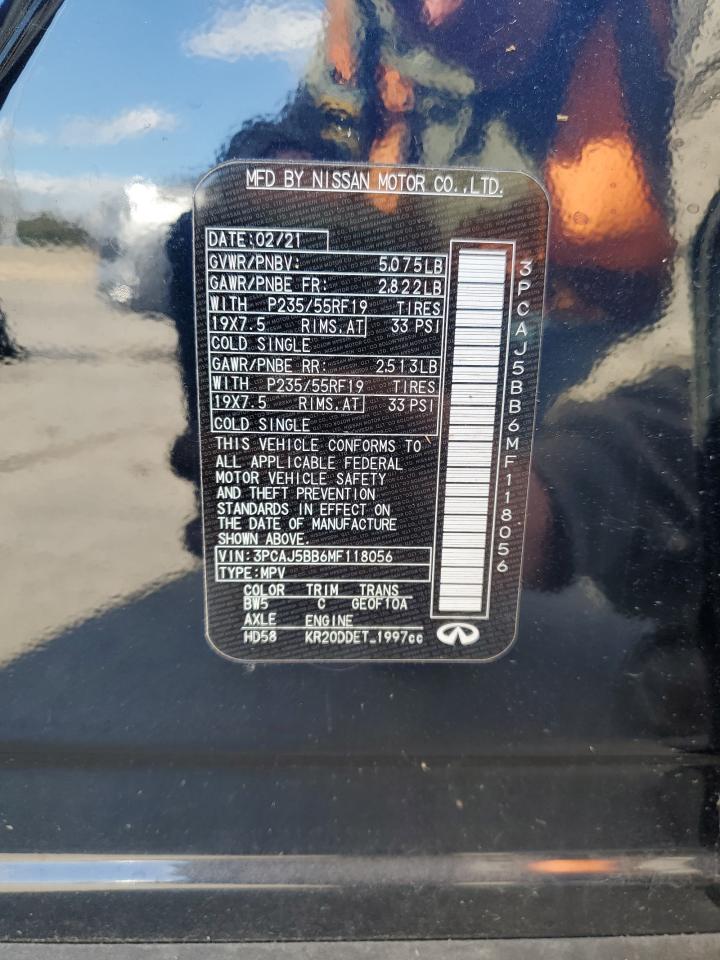 MFD BY NISSAN MOTOR CO.,LTD.
DATE:02/21
GVWR/PNBV: 5.075LB
GAWR/PNBE FR: 2.822LB
WITH P235/55RF19 TIRES
19X7.5 RIMS.AT 33 PSI
COLD SINGLE
GAWR/PNBE RR: 2.513LB
WITH P235/55RF19 TIRES
19X7.5 RIMS.AT 33 PSI
COLD SINGLE
THIS VEHICLE CONFORMS TO
ALL APPLICABLE FEDERAL
MOTOR VEHICLE SAFETY
AND THEFT PREVENTION
STANDARDS IN EFFECT ON
THE DATE OF MANUFACTURE
SHOWN ABOVE.
VIN:3PCAJ5BB6MF118056
TYPE:MPV
COLOR TRIM TRANS
BW5 C GE0F10A
AXLE ENGINE
HD58 KR20DDET_1997cc
3PCAJ5BB6MF118056